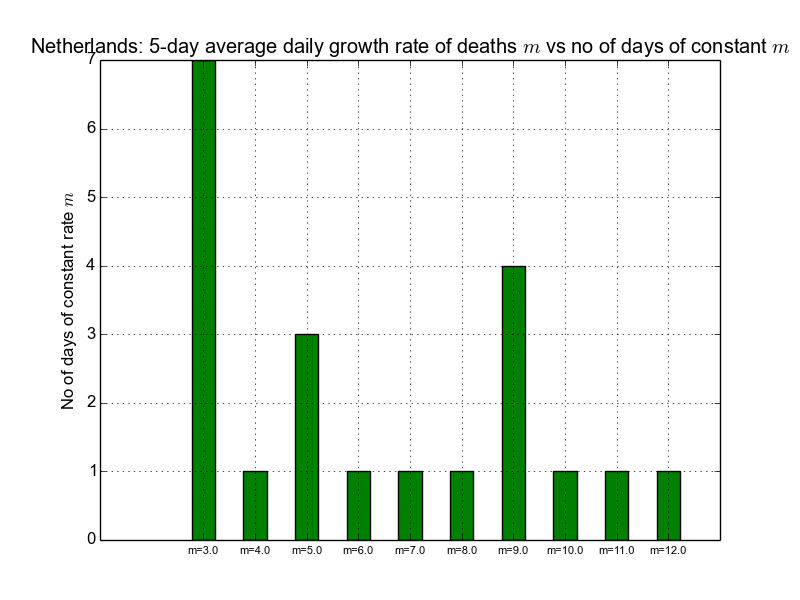 Netherlands: 5-day average daily growth rate of deaths m vs no of days of constant m
No of days of constant rate m
7
6
5
4
3
2
1
0
m=3.0 m=4.0 m=5.0 m=6.0 m=7.0 m=8.0 m=9.0 m=10.0 m=11.0 m=12.0